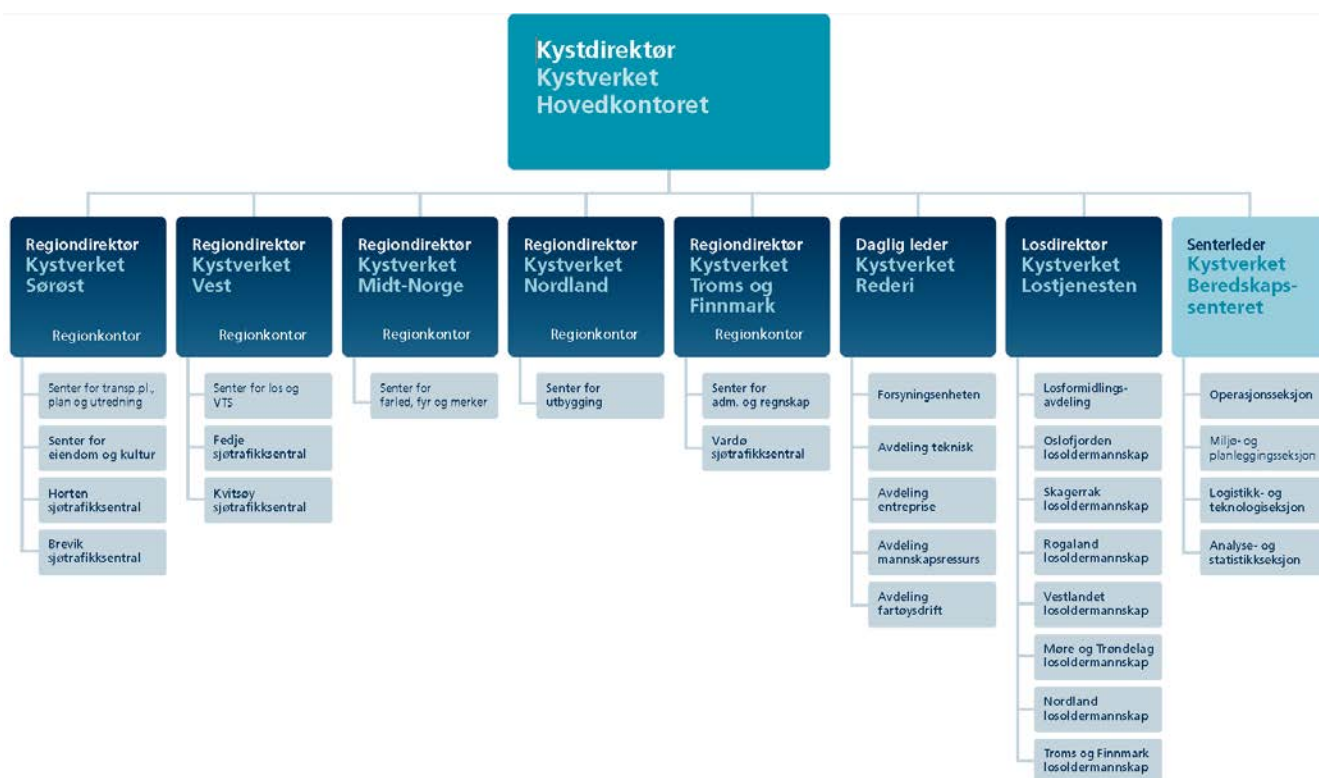 Kystdirektør
Kystverket
Hovedkontoret
Regiondirektør
Kystverket
Sørøst
Regionkontor
Senter for transp.pl.,
plan og utredning
Senter for
eiendom og kultur
Horten
sjøtrafikksentral
Brevik
sjøtrafikksentral
Regiondirektør
Kystverket
Vest
Regionkontor
Senter for los og
VTS
Fedje
sjøtrafikksentral
Kvitsøy
sjøtrafikksentral
Regiondirektør
Kystverket
Midt-Norge
Regionkontor
Senter for
farled, fyr og merker
Regiondirektør
Kystverket
Nordland
Regionkontor
Senter for
utbygging
Regiondirektør
Kystverket
Troms og
Finnmark
Regionkontor
Senter for
adm. og regnskap
Vardø
sjøtrafikksentral
Daglig leder
Kystverket
Rederi
Forsyningsenheten
Avdeling teknisk
Avdeling
entreprise
Avdeling
mannskapsressurs
Avdeling
fartøysdrift
Losdirektør
Kystverket
Lostjenesten
Losformidlings-
avdeling
Oslofjorden
losoldermannskap
Skagerrak
losoldermannskap
Rogaland
losoldermannskap
Vestlandet
losoldermannskap
Møre og Trøndelag
losoldermannskap
Nordland
losoldermannskap
Troms og Finnmark
losoldermannskap
Senterleder
Kystverket
Beredskaps-
senteret
Operasjonsseksjon
Miljø- og
planleggingsseksjon
Logistikk- og
teknologiseksjon
Analyse- og
statistikkseksjon